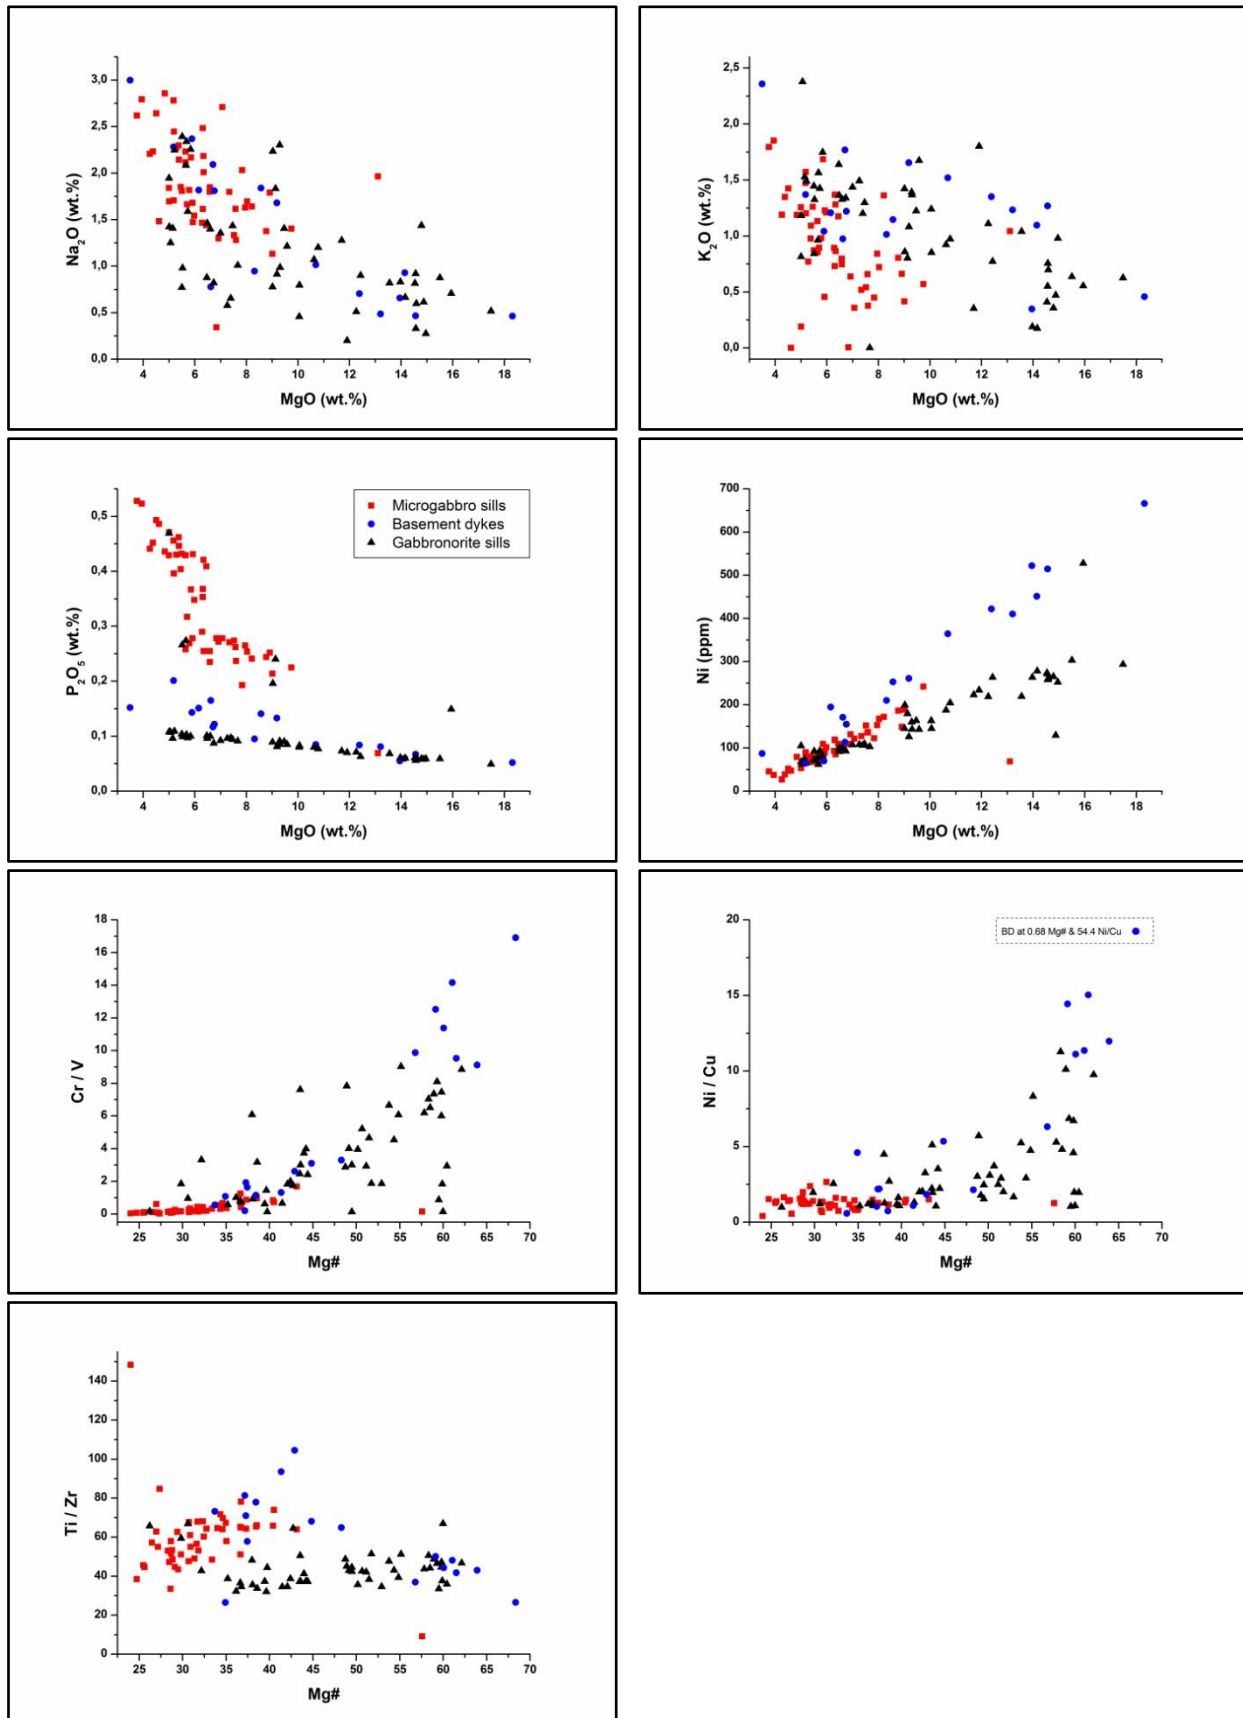 3,0
2,5
2,0
1,5
1,0
0,5
0,0
Na₂O (wt.%)
4 6 8 10 12 14 16 18
MgO (wt.%)
2,5
2,0
1,5
1,0
0,5
0,0
K₂O (wt.%)
4 6 8 10 12 14 16 18
MgO (wt.%)
0,5
0,4
0,3
0,2
0,1
0,0
P₂O₅ (wt.%)
Microgabbro sills
Basement dykes
Gabbronorite sills
4 6 8 10 12 14 16 18
MgO (wt.%)
700
600
500
400
300
200
100
0
Ni (ppm)
4 6 8 10 12 14 16 18
MgO (wt.%)
18
16
14
12
10
8
6
4
2
0
Cr / V
25 30 35 40 45 50 55 60 65 70
Mg#
20
15
10
5
0
Ni / Cu
BD at 0.68 Mg# & 54.4 Ni/Cu
25 30 35 40 45 50 55 60 65 70
Mg#
140
120
100
80
60
40
20
0
Ti / Zr
25 30 35 40 45 50 55 60 65 70
Mg#